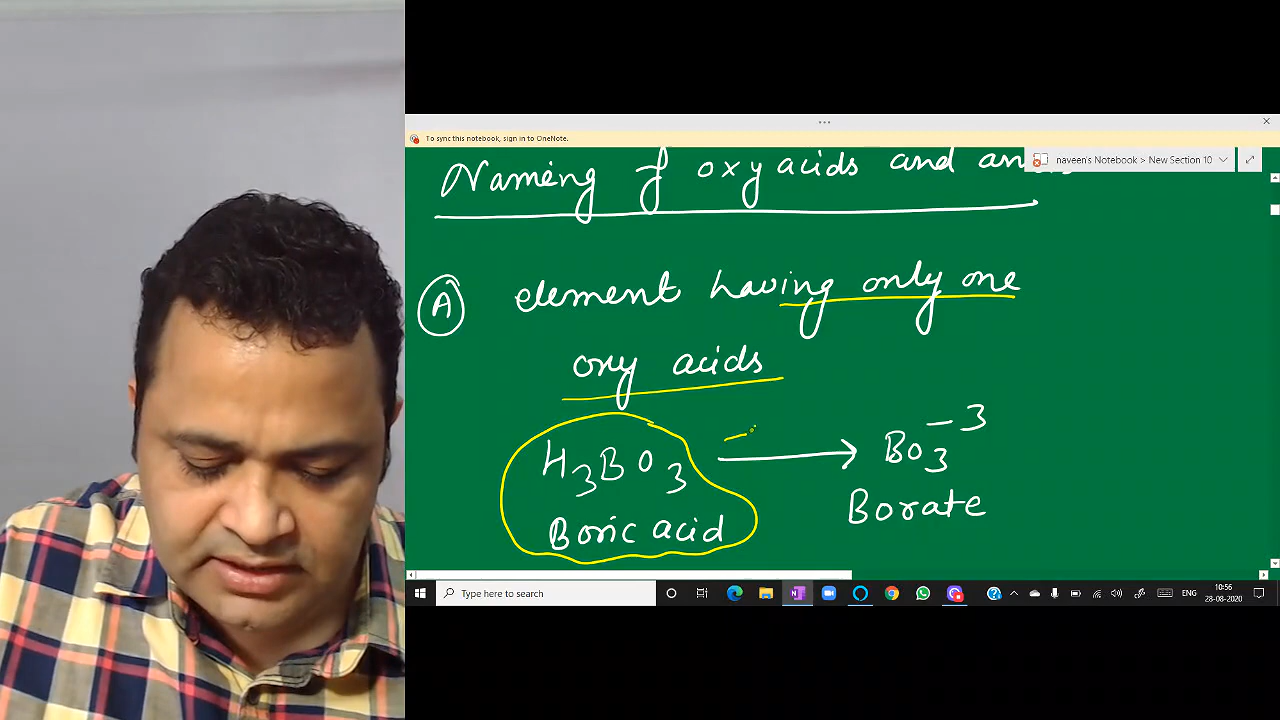 To sync this notebook, sign in to OneNote.
naveen's Notebook > New Section 10
Naming of oxy acids and
A element having only one
oxy acids
H3BO3 → BO3 -3
Boric acid Borate
Type here to search
ENG
10:56
28-08-2020